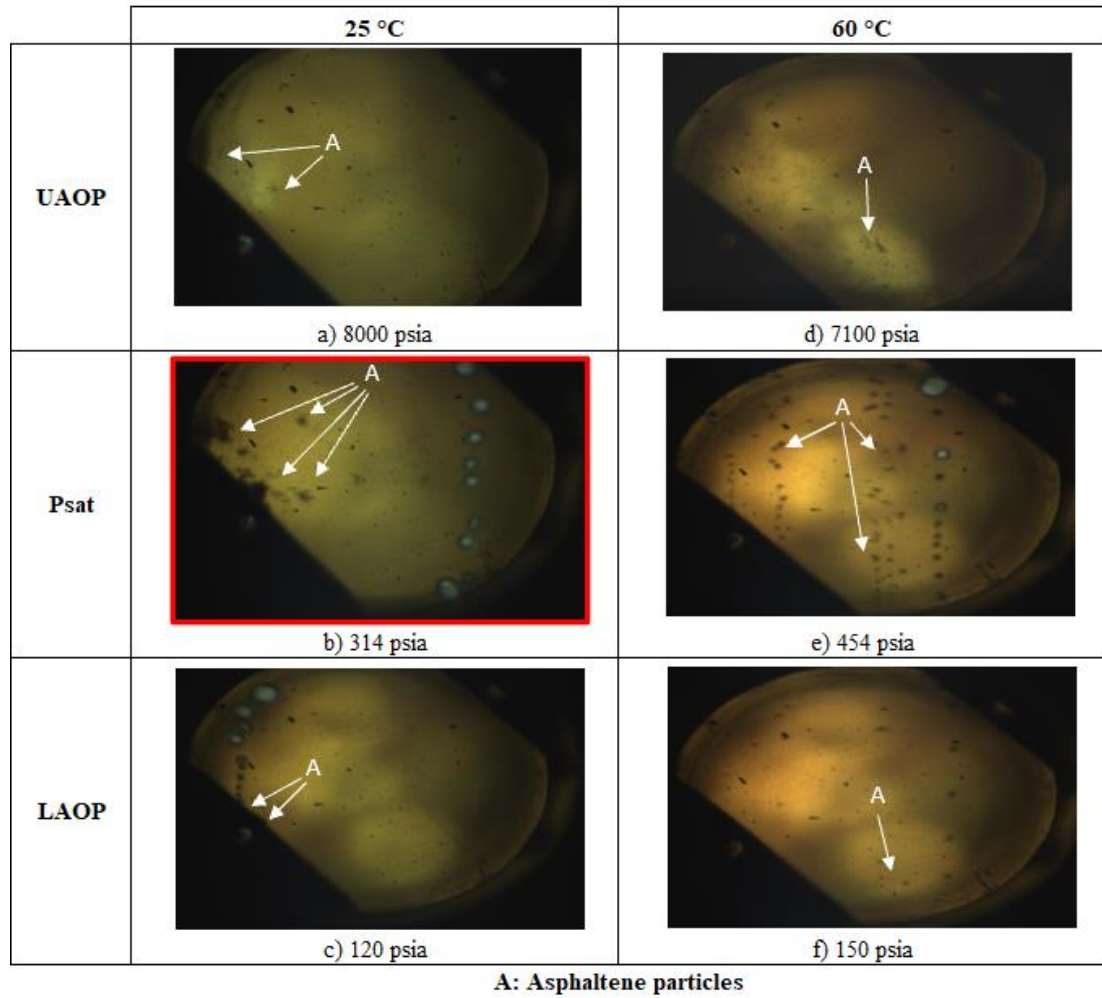 25 °C 60 °C
UAOP
A
A
a) 8000 psia d) 7100 psia
Psat
A
A
b) 314 psia e) 454 psia
LAOP
A
A
c) 120 psia f) 150 psia
A: Asphaltene particles